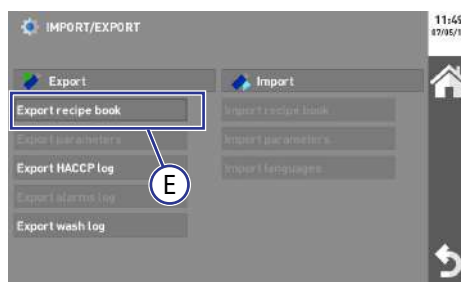 IMPORT/EXPORT
11:49
07/05/1
Export
Import
Export recipe book
Import recipe book
Export parameters
Import parameters
Export HACCP log
Import languages
E
Export alarms log
Export wash log